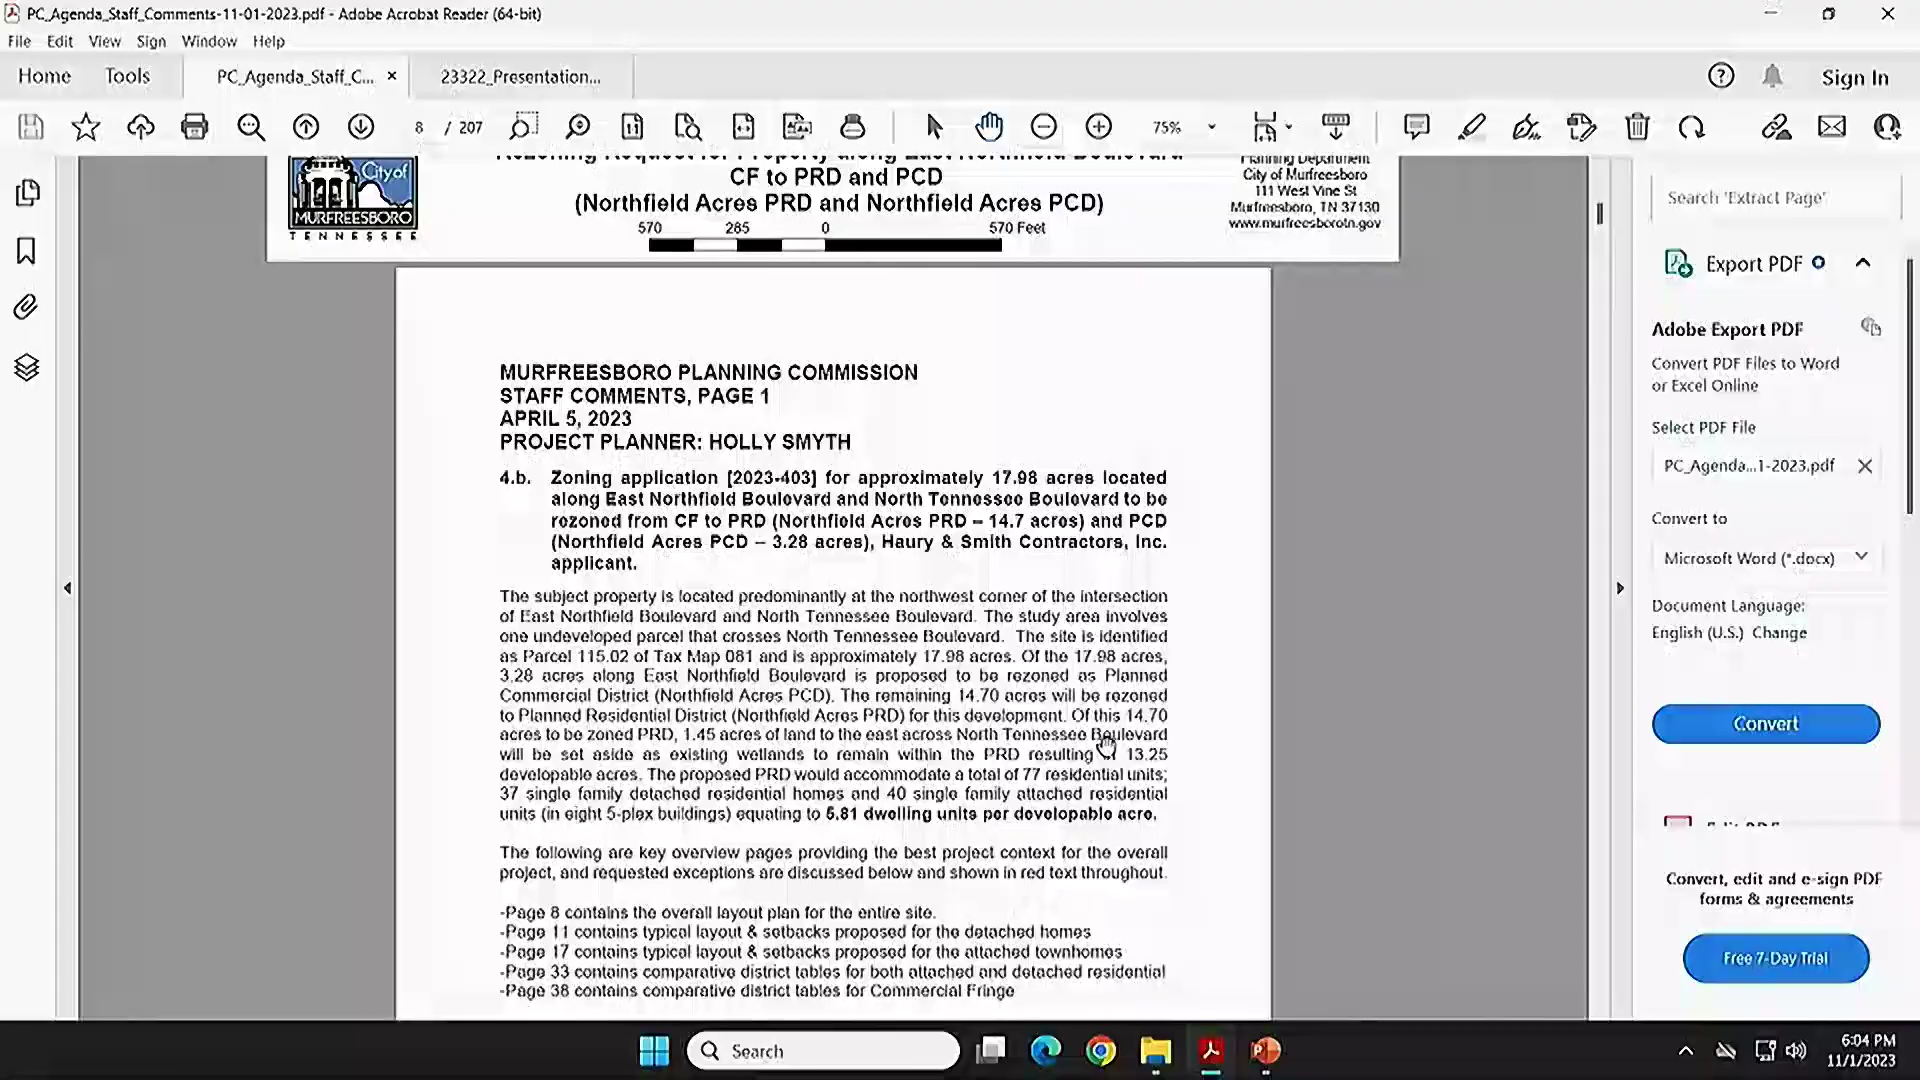 PC_Agenda_Staff_Comments-11-01-2023.pdf - Adobe Acrobat Reader (64-bit)
File Edit View Sign Window Help
Home Tools PC_Agenda_Staff_C... × 23322_Presentation... Sign In
8 / 207 75%
Rezoning Request for Property along East Northfield Boulevard
CF to PRD and PCD
(Northfield Acres PRD and Northfield Acres PCD)
570 285 0 570 Feet
City of
MURFREESBORO
TENNESSEE
Planning Department
City of Murfreesboro
111 West Vine St
Murfreesboro, TN 37130
www.murfreesborotn.gov
MURFREESBORO PLANNING COMMISSION
STAFF COMMENTS, PAGE 1
APRIL 5, 2023
PROJECT PLANNER: HOLLY SMYTH
4.b. Zoning application [2023-403] for approximately 17.98 acres located
along East Northfield Boulevard and North Tennessee Boulevard to be
rezoned from CF to PRD (Northfield Acres PRD – 14.7 acres) and PCD
(Northfield Acres PCD – 3.28 acres), Haury & Smith Contractors, Inc.
applicant.
The subject property is located predominantly at the northwest corner of the intersection
of East Northfield Boulevard and North Tennessee Boulevard. The study area involves
one undeveloped parcel that crosses North Tennessee Boulevard. The site is identified
as Parcel 115.02 of Tax Map 081 and is approximately 17.98 acres. Of the 17.98 acres,
3.28 acres along East Northfield Boulevard is proposed to be rezoned as Planned
Commercial District (Northfield Acres PCD). The remaining 14.70 acres will be rezoned
to Planned Residential District (Northfield Acres PRD) for this development. Of this 14.70
acres to be zoned PRD, 1.45 acres of land to the east across North Tennessee Boulevard
will be set aside as existing wetlands to remain within the PRD resulting 13.25
developable acres. The proposed PRD would accommodate a total of 77 residential units;
37 single family detached residential homes and 40 single family attached residential
units (in eight 5-plex buildings) equating to 5.81 dwelling units per developable acre.
The following are key overview pages providing the best project context for the overall
project, and requested exceptions are discussed below and shown in red text throughout.
-Page 8 contains the overall layout plan for the entire site.
-Page 11 contains typical layout & setbacks proposed for the detached homes
-Page 17 contains typical layout & setbacks proposed for the attached townhomes
-Page 33 contains comparative district tables for both attached and detached residential
-Page 38 contains comparative district tables for Commercial Fringe
Search 'Extract Page'
Export PDF
Adobe Export PDF
Convert PDF Files to Word
or Excel Online
Select PDF File
PC_Agenda...1-2023.pdf
Convert to
Microsoft Word (*.docx)
Document Language:
English (U.S.) Change
Convert
Edit PDF
Convert, edit and e-sign PDF
forms & agreements
Free 7-Day Trial
Search
6:04 PM
11/1/2023